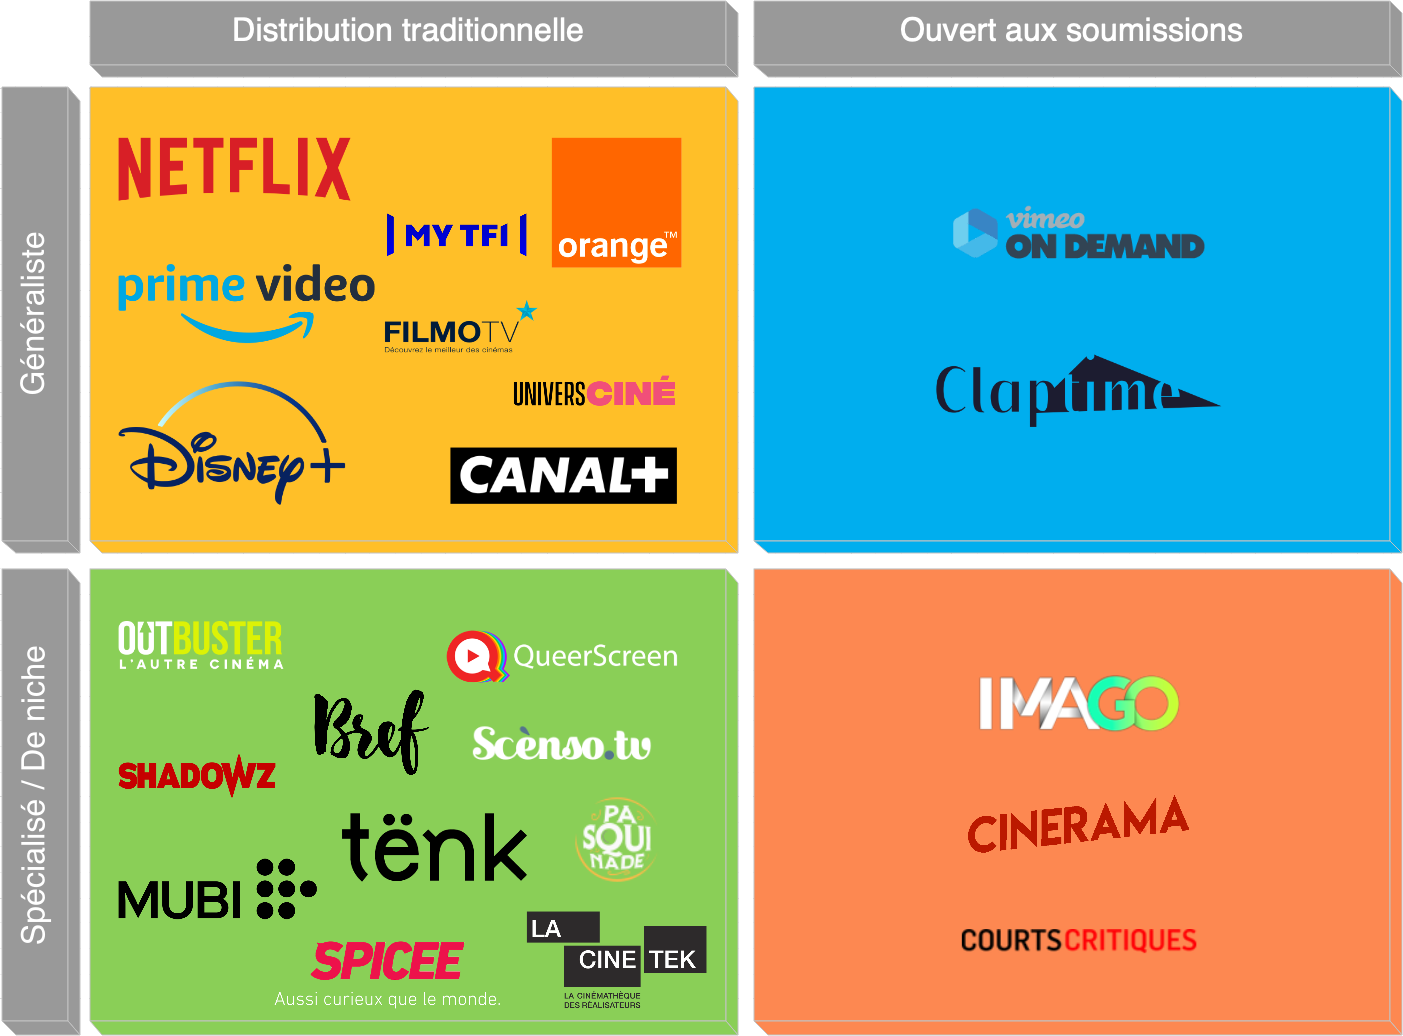 Distribution traditionnelle
Ouvert aux soumissions
Généraliste
NETFLIX
MY TF1
orange™
prime video
FILMOTV
Découvrez le meilleur des cinémas
UNIVERSCINÉ
DISNEY+
CANAL+
vimeo
ON DEMAND
Claptime
Spécialisé / De niche
OUTBUSTER
L'AUTRE CINÉMA
QueerScreen
Bref
Scènso.tv
SHADOWZ
PA
SQUI
NADE
tënk
MUBI
LA
CINE TEK
LA CINÉMATHÈQUE
DES RÉALISATEURS
SPICEE
Aussi curieux que le monde.
IMAGO
CINERAMA
COURTSCRITIQUES